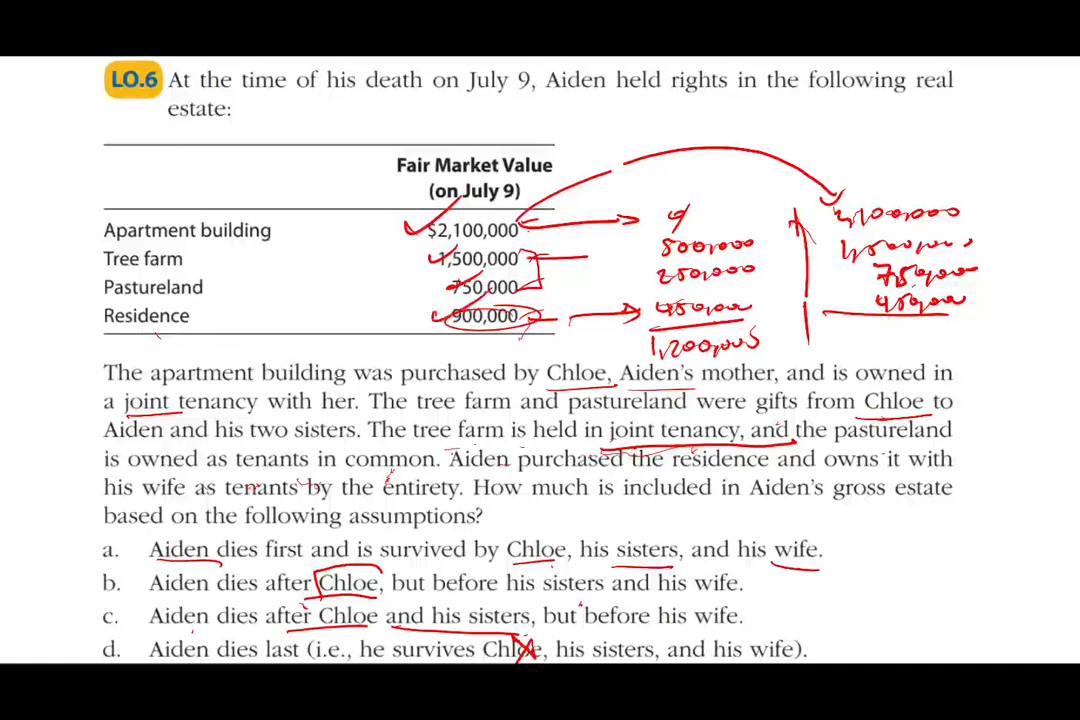 LO.6 At the time of his death on July 9, Aiden held rights in the following real
estate:
Fair Market Value
(on July 9)
Apartment building $2,100,000
Tree farm 1,500,000
Pastureland 750,000
Residence 900,000
500,000
250,000
450,000
1,200,000
2,100,000
1,500,000
750,000
450,000
The apartment building was purchased by Chloe, Aiden's mother, and is owned in
a joint tenancy with her. The tree farm and pastureland were gifts from Chloe to
Aiden and his two sisters. The tree farm is held in joint tenancy, and the pastureland
is owned as tenants in common. Aiden purchased the residence and owns it with
his wife as tenants by the entirety. How much is included in Aiden's gross estate
based on the following assumptions?
a. Aiden dies first and is survived by Chloe, his sisters, and his wife.
b. Aiden dies after Chloe, but before his sisters and his wife.
c. Aiden dies after Chloe and his sisters, but before his wife.
d. Aiden dies last (i.e., he survives Chloe, his sisters, and his wife).